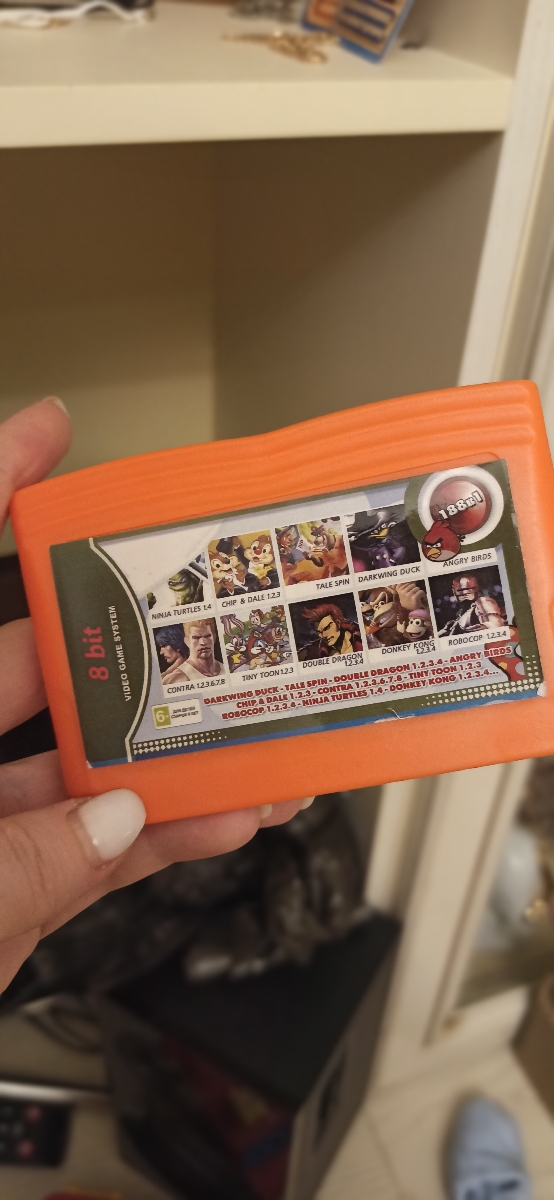 8 bit
VIDEO GAME SYSTEM
188в1
NINJA TURTLES 1.4
CHIP & DALE 1.2.3
TALE SPIN
DARKWING DUCK
ANGRY BIRDS
CONTRA 1.2.3.6.7.8
TINY TOON 1.2.3
DOUBLE DRAGON
1.2.3.4
DONKEY KONG
1.2.3.4
ROBOCOP 1.2.3.4
DARKWING DUCK - TALE SPIN - DOUBLE DRAGON 1.2.3.4 - ANGRY BIRDS
CHIP & DALE 1.2.3 - CONTRA 1.2.3.6.7.8 - TINY TOON 1.2.3
ROBOCOP 1.2.3.4 - NINJA TURTLES 1.4 - DONKEY KONG 1.2.3.4...
6+
ДЛЯ ДЕТЕЙ
СТАРШЕ 6 ЛЕТ